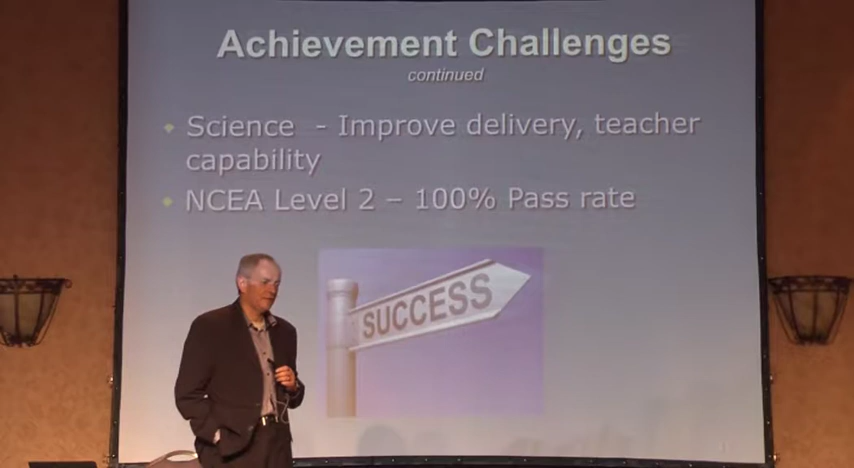 Achievement Challenges
continued
Science - Improve delivery, teacher
capability
NCEA Level 2 – 100% Pass rate
SUCCESS